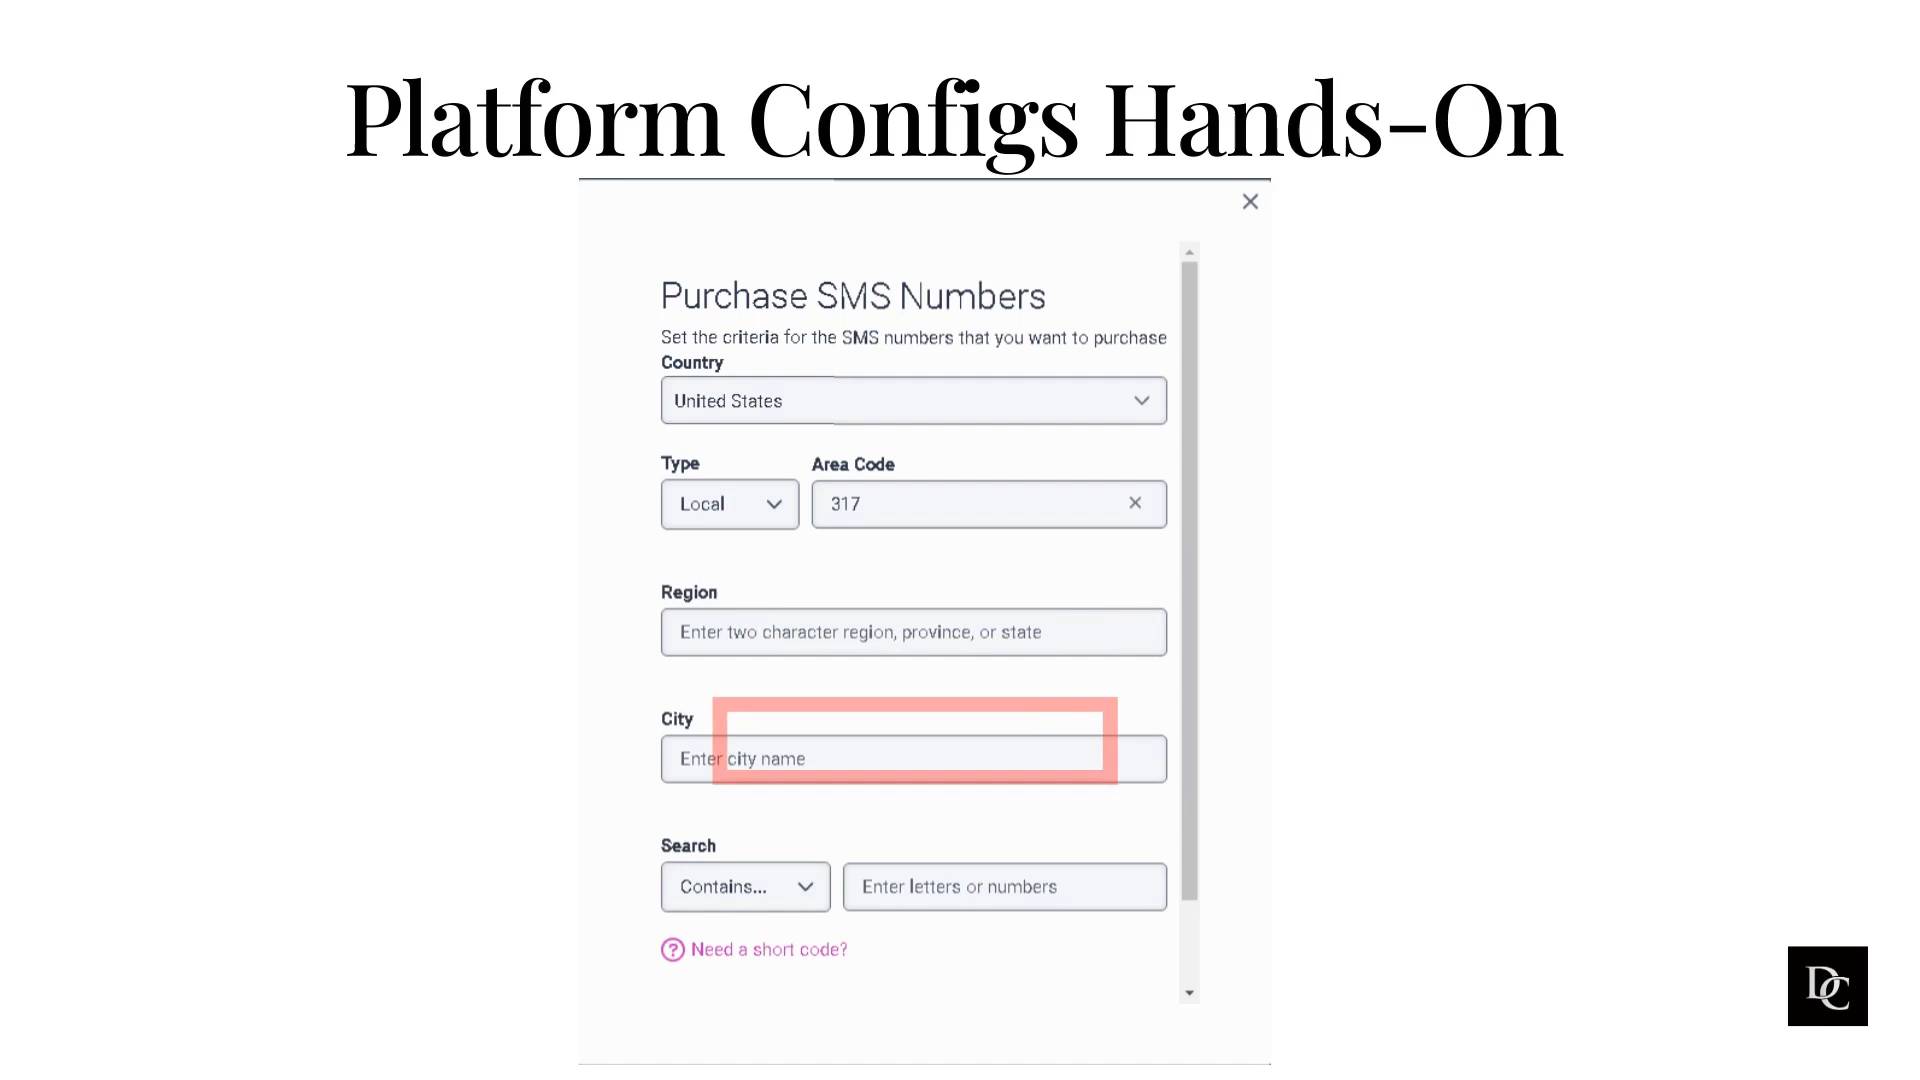 Platform Configs Hands-On
Purchase SMS Numbers
Set the criteria for the SMS numbers that you want to purchase
Country
United States
Type Area Code
Local 317
Region
Enter two character region, province, or state
City
Enter city name
Search
Contains... Enter letters or numbers
? Need a short code?
DC